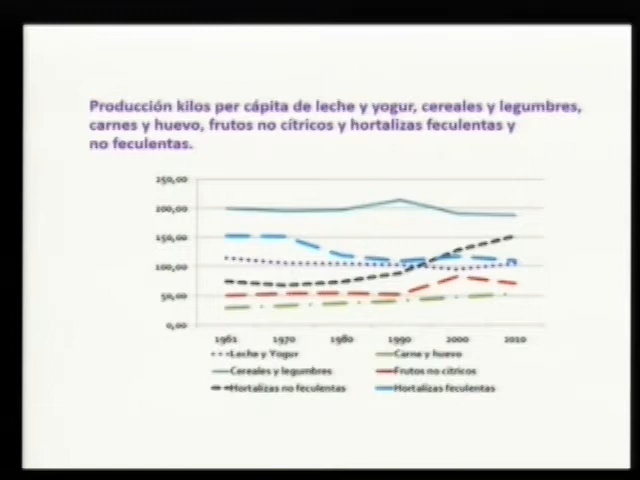 Producción kilos per cápita de leche y yogur, cereales y legumbres,
carnes y huevo, frutos no cítricos y hortalizas feculentas y
no feculentas.
250,00
200,00
150,00
100,00
50,00
0,00
1961 1970 1980 1990 2000 2010
Leche y Yogur Carne y huevo
Cereales y legumbres Frutos no cítricos
Hortalizas no feculentas Hortalizas feculentas